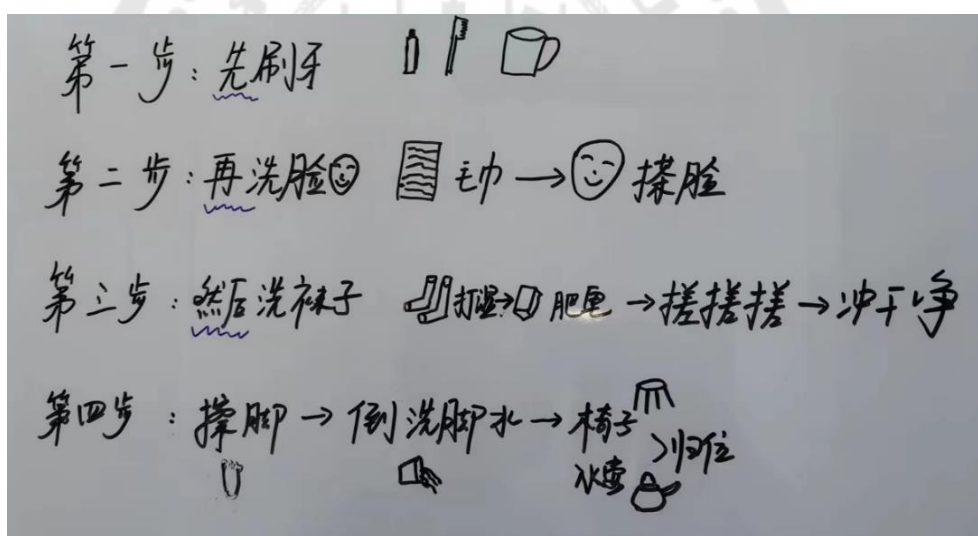 第一步：先刷牙
第二步：再洗脸 毛巾→擦脸
第三步：然后洗袜子 打湿→肥皂→搓搓搓→冲干净
第四步：擦脚→倒洗脚水→椅子
水壶 >归位